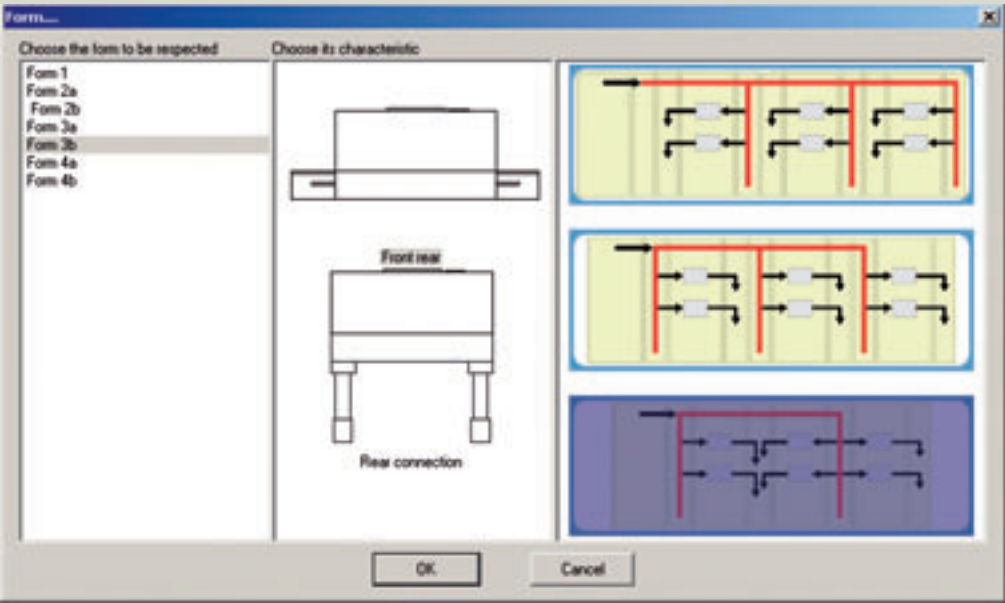 Form....
Choose the form to be respected
Choose its characteristic
Form 1
Form 2a
Form 2b
Form 3a
Form 3b
Form 4a
Form 4b
Front rear
Rear connection
OK
Cancel